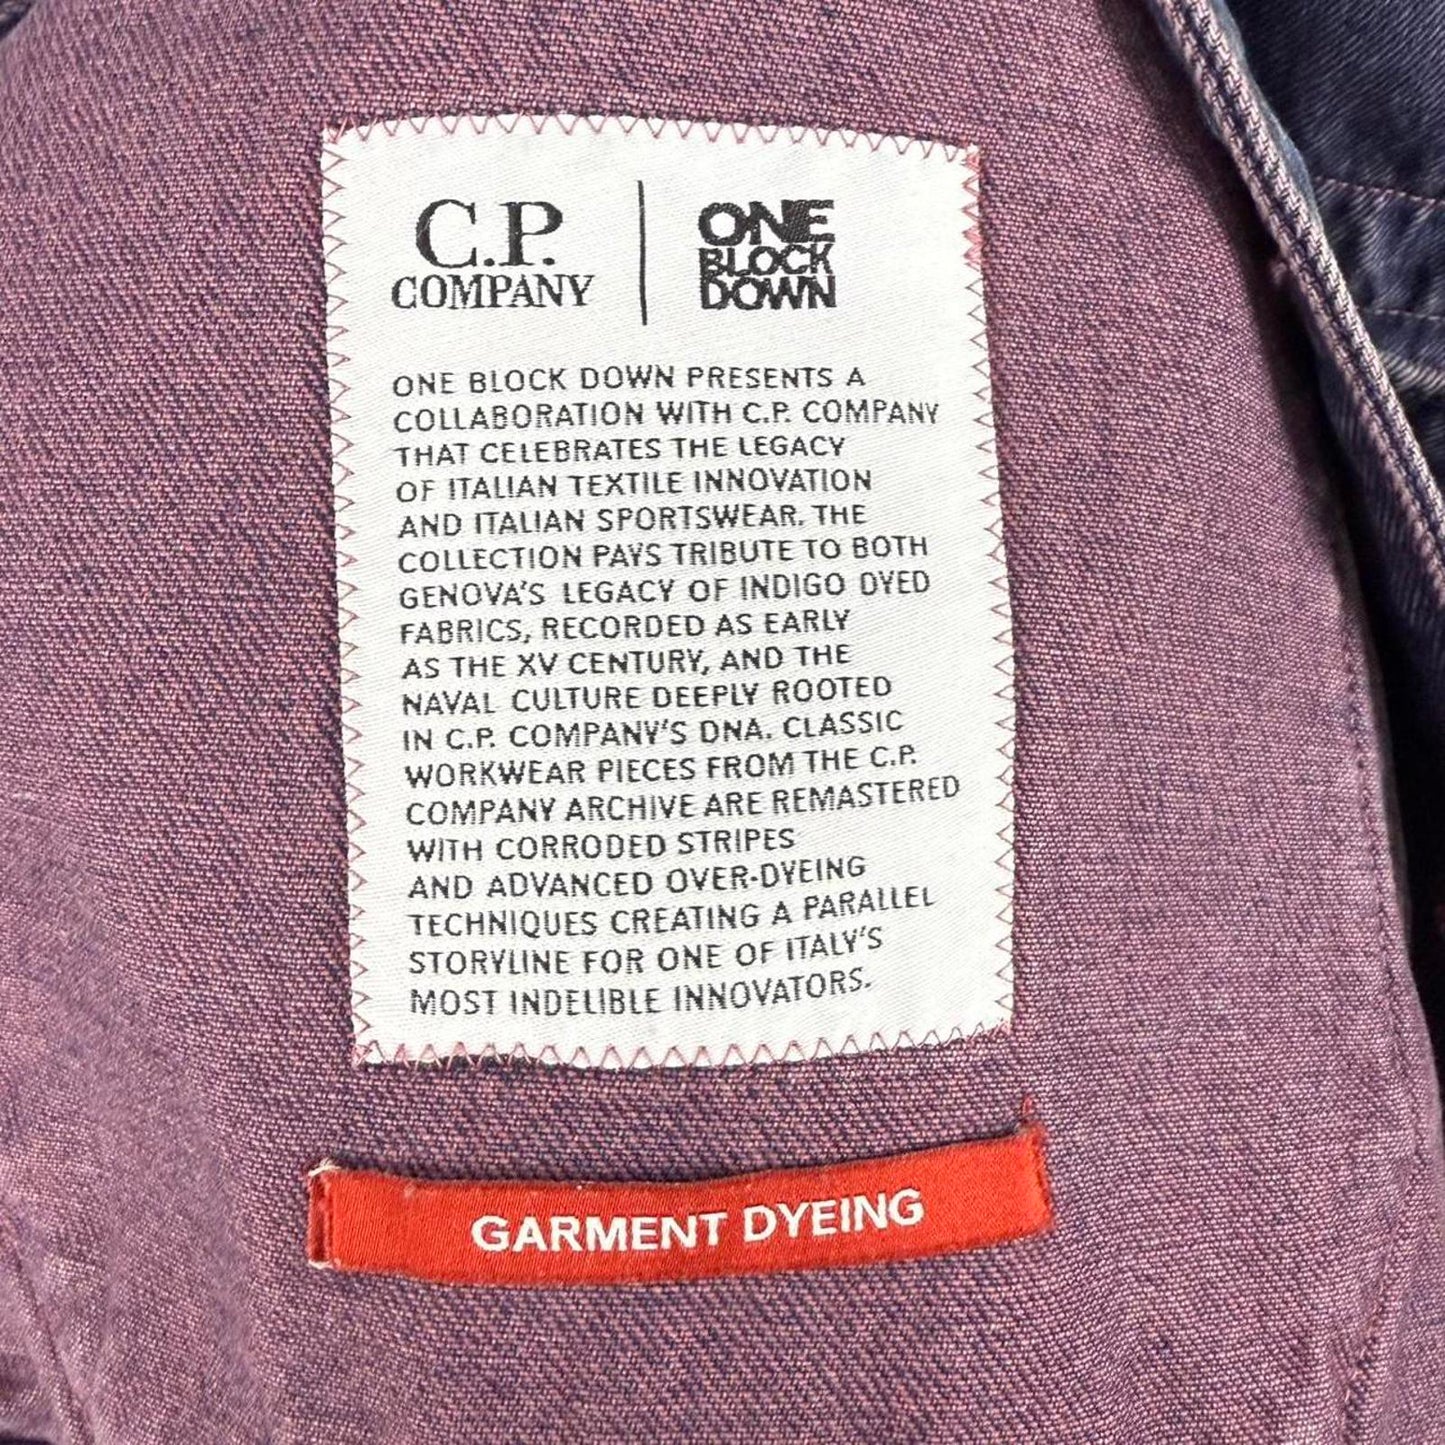 C.P.
COMPANY
ONE
BLOCK
DOWN
ONE BLOCK DOWN PRESENTS A
COLLABORATION WITH C.P. COMPANY
THAT CELEBRATES THE LEGACY
OF ITALIAN TEXTILE INNOVATION
AND ITALIAN SPORTSWEAR. THE
COLLECTION PAYS TRIBUTE TO BOTH
GENOVA'S LEGACY OF INDIGO DYED
FABRICS, RECORDED AS EARLY
AS THE XV CENTURY, AND THE
NAVAL CULTURE DEEPLY ROOTED
IN C.P. COMPANY'S DNA. CLASSIC
WORKWEAR PIECES FROM THE C.P.
COMPANY ARCHIVE ARE REMASTERED
WITH CORRODED STRIPES
AND ADVANCED OVER-DYEING
TECHNIQUES CREATING A PARALLEL
STORYLINE FOR ONE OF ITALY'S
MOST INDELIBLE INNOVATORS.
GARMENT DYEING